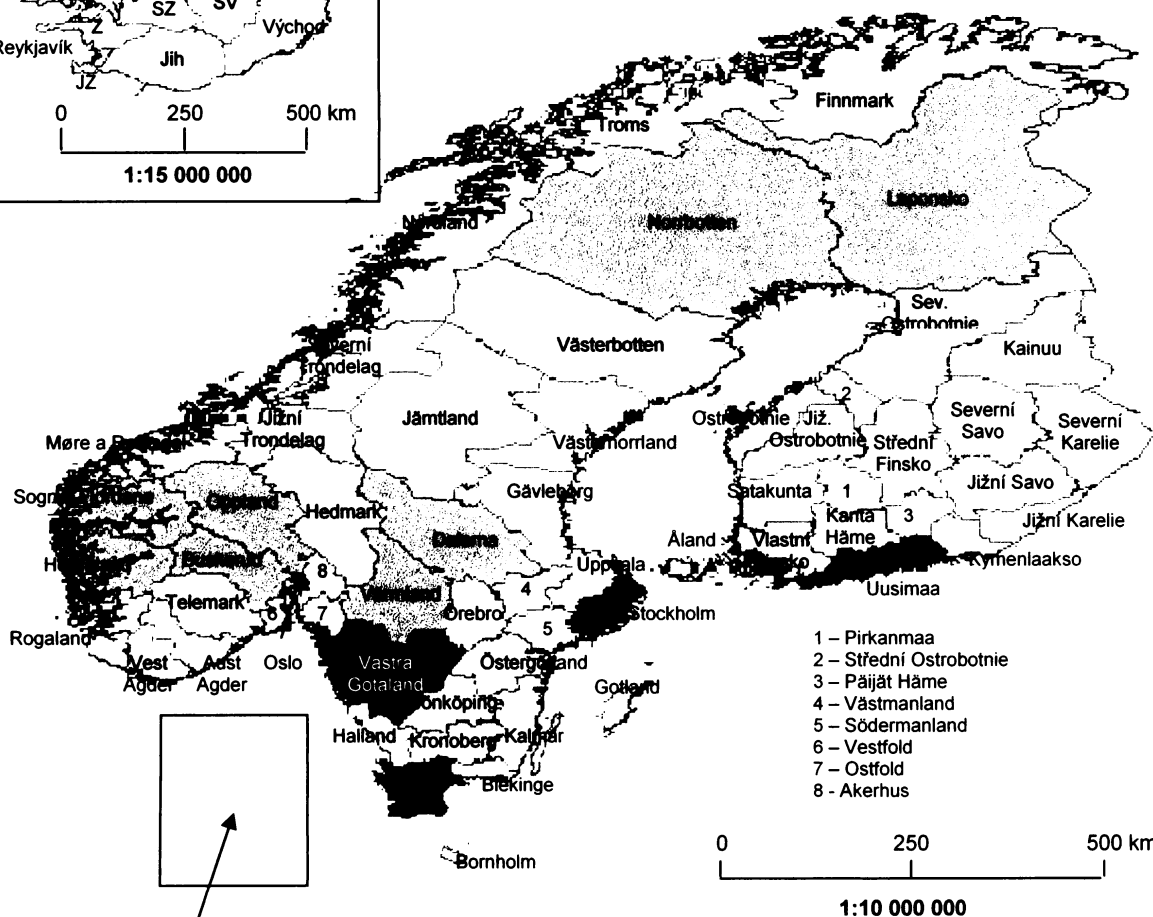 SZ
SV
Z
Východ
Reykjavík
Jih
JZ
0 250 500 km
1:15 000 000
Finnmark
Troms
Laponsko
Norrbotten
Nordland
Sev.
Ostrobotnie
Västerbotten
Kainuu
Trondelag
2
Jižní
Trondelag
Jämtland
Ostrobotnie
Již.
Ostrobotnie
Severní
Savo
Severní
Karelie
Västernorrland
Střední
Finsko
Møre a
Oppland
Hedmark
Gävleborg
Satakunta
1
Jižní Savo
Kanta
Häme
3
Jižní Karelie
Dalarna
Åland
Vlastní
Uppsala
Kymenlaakso
8
Uusimaa
Telemark
Värmland
Örebro
4
6
7
5
Stockholm
Rogaland
Vest
Agder
Aust
Agder
Oslo
Vastra
Gotaland
Östergotland
Gotland
Jönköping
Halland
Kronoberg
Kalmar
Blekinge
Bornholm
1 – Pirkanmaa
2 – Střední Ostrobotnie
3 – Päijät Häme
4 – Västmanland
5 – Södermanland
6 – Vestfold
7 – Ostfold
8 - Akerhus
0 250 500 km
1:10 000 000